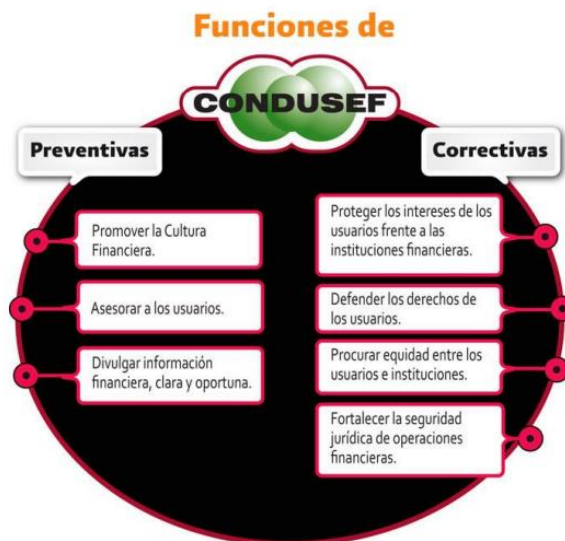 Funciones de
CONDUSEF
Preventivas
Promover la Cultura
Financiera.
Asesorar a los usuarios.
Divulgar información
financiera, clara y oportuna.
Correctivas
Proteger los intereses de los
usuarios frente a las
instituciones financieras.
Defender los derechos de
los usuarios.
Procurar equidad entre los
usuarios e instituciones.
Fortalecer la seguridad
jurídica de operaciones
financieras.